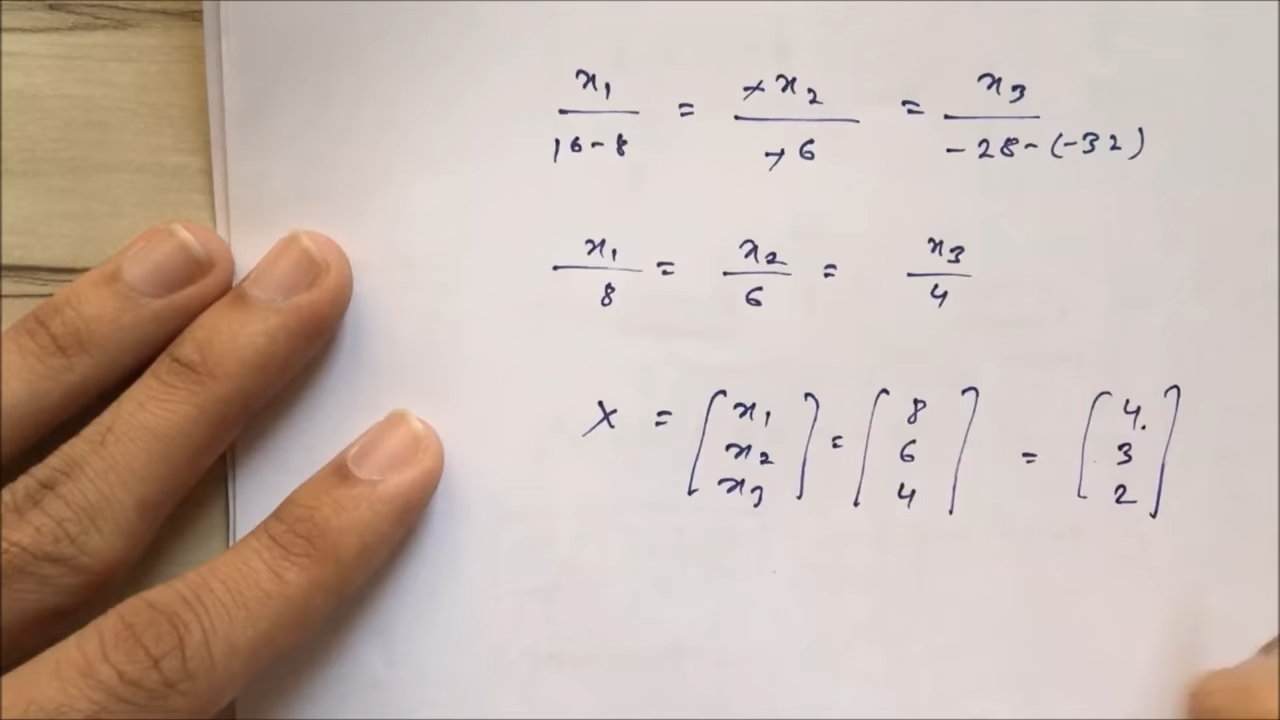 x₁/(16-8) = -x₂/-6 = x₃/(-28-(-32))
x₁/8 = x₂/6 = x₃/4
X = [x₁ x₂ x₃] = [8 6 4] = [4 3 2]